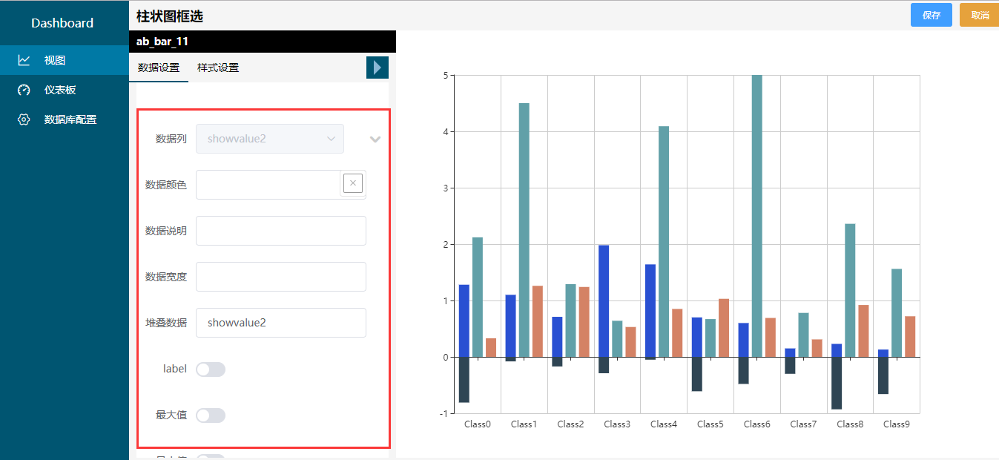 Dashboard
视图
仪表板
数据库配置
柱状图框选
保存
取消
ab_bar_11
数据设置 样式设置
数据列 showvalue2
数据颜色
数据说明
数据宽度
堆叠数据 showvalue2
label
最大值
5
4
3
2
1
0
-1
Class0 Class1 Class2 Class3 Class4 Class5 Class6 Class7 Class8 Class9